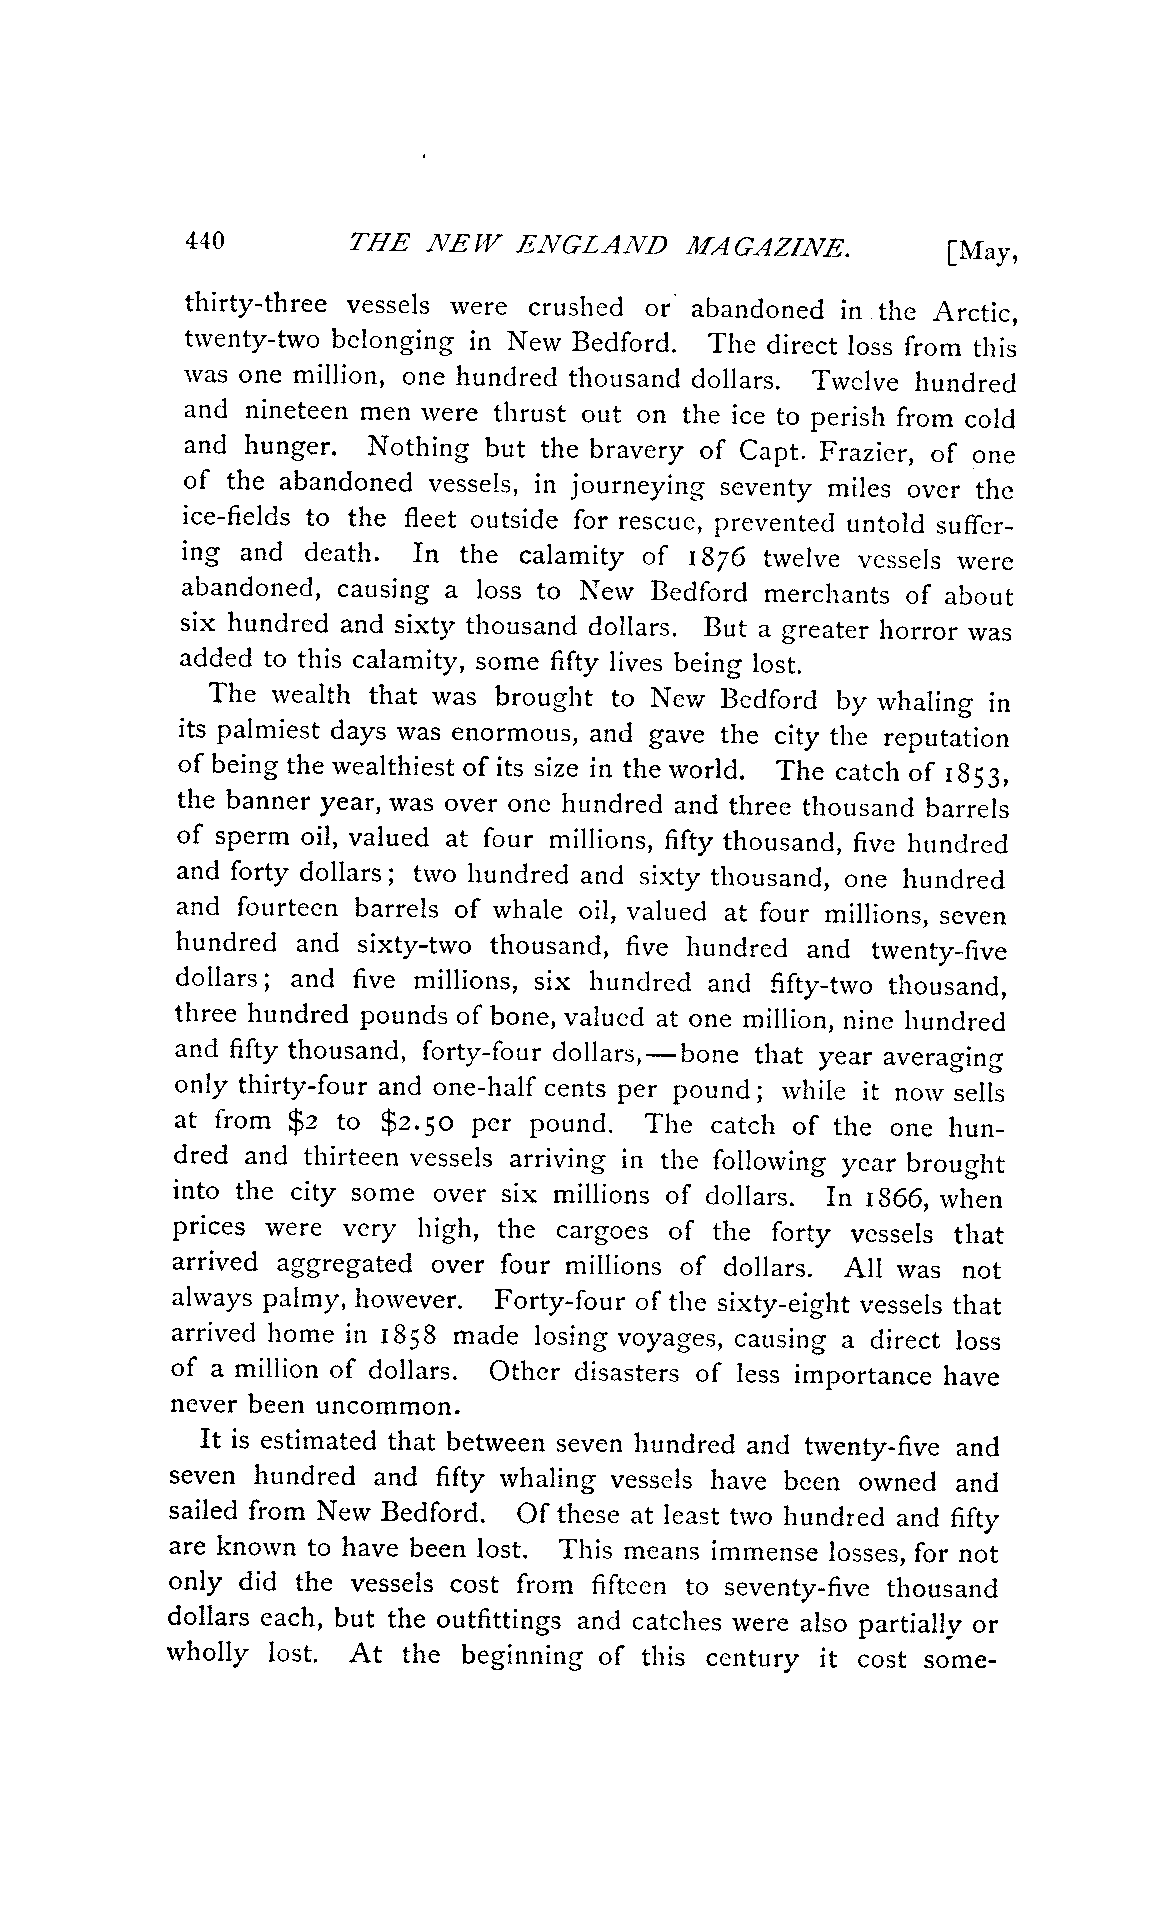 440 THE NEW ENGLAND MAGAZINE. [May,
thirty-three vessels were crushed or abandoned in the Arctic,
twenty-two belonging in New Bedford. The direct loss from this
was one million, one hundred thousand dollars. Twelve hundred
and nineteen men were thrust out on the ice to perish from cold
and hunger. Nothing but the bravery of Capt. Frazier, of one
of the abandoned vessels, in journeying seventy miles over the
ice-fields to the fleet outside for rescue, prevented untold suffer-
ing and death. In the calamity of 1876 twelve vessels were
abandoned, causing a loss to New Bedford merchants of about
six hundred and sixty thousand dollars. But a greater horror was
added to this calamity, some fifty lives being lost.
The wealth that was brought to New Bedford by whaling in
its palmiest days was enormous, and gave the city the reputation
of being the wealthiest of its size in the world. The catch of 1853,
the banner year, was over one hundred and three thousand barrels
of sperm oil, valued at four millions, fifty thousand, five hundred
and forty dollars; two hundred and sixty thousand, one hundred
and fourteen barrels of whale oil, valued at four millions, seven
hundred and sixty-two thousand, five hundred and twenty-five
dollars; and five millions, six hundred and fifty-two thousand,
three hundred pounds of bone, valued at one million, nine hundred
and fifty thousand, forty-four dollars,—bone that year averaging
only thirty-four and one-half cents per pound; while it now sells
at from $2 to $2.50 per pound. The catch of the one hun-
dred and thirteen vessels arriving in the following year brought
into the city some over six millions of dollars. In 1866, when
prices were very high, the cargoes of the forty vessels that
arrived aggregated over four millions of dollars. All was not
always palmy, however. Forty-four of the sixty-eight vessels that
arrived home in 1858 made losing voyages, causing a direct loss
of a million of dollars. Other disasters of less importance have
never been uncommon.
It is estimated that between seven hundred and twenty-five and
seven hundred and fifty whaling vessels have been owned and
sailed from New Bedford. Of these at least two hundred and fifty
are known to have been lost. This means immense losses, for not
only did the vessels cost from fifteen to seventy-five thousand
dollars each, but the outfittings and catches were also partially or
wholly lost. At the beginning of this century it cost some-